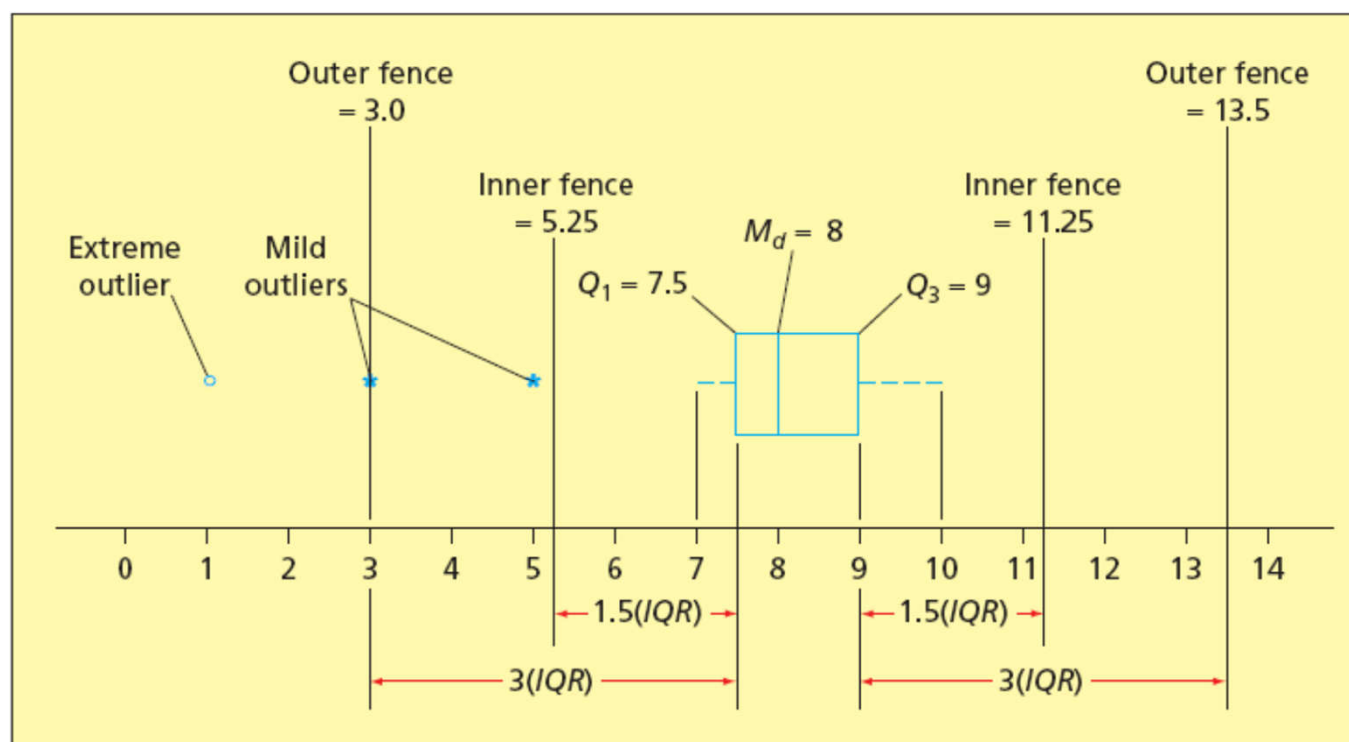 Outer fence
= 3.0
Outer fence
= 13.5
Inner fence
= 5.25
Inner fence
= 11.25
M_d = 8
Extreme
outlier
Mild
outliers
Q_1 = 7.5
Q_3 = 9
* *
0 1 2 3 4 5 6 7 8 9 10 11 12 13 14
1.5(IQR) 1.5(IQR)
3(IQR) 3(IQR)